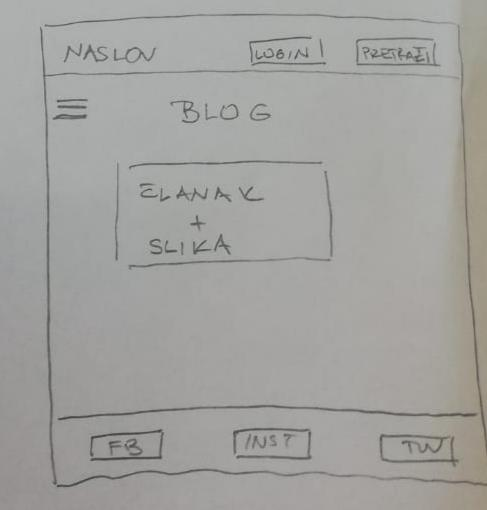 NASLOV LOGIN PRETRAŽI
BLOG
ČLANAK
+
SLIKA
FB INST TW